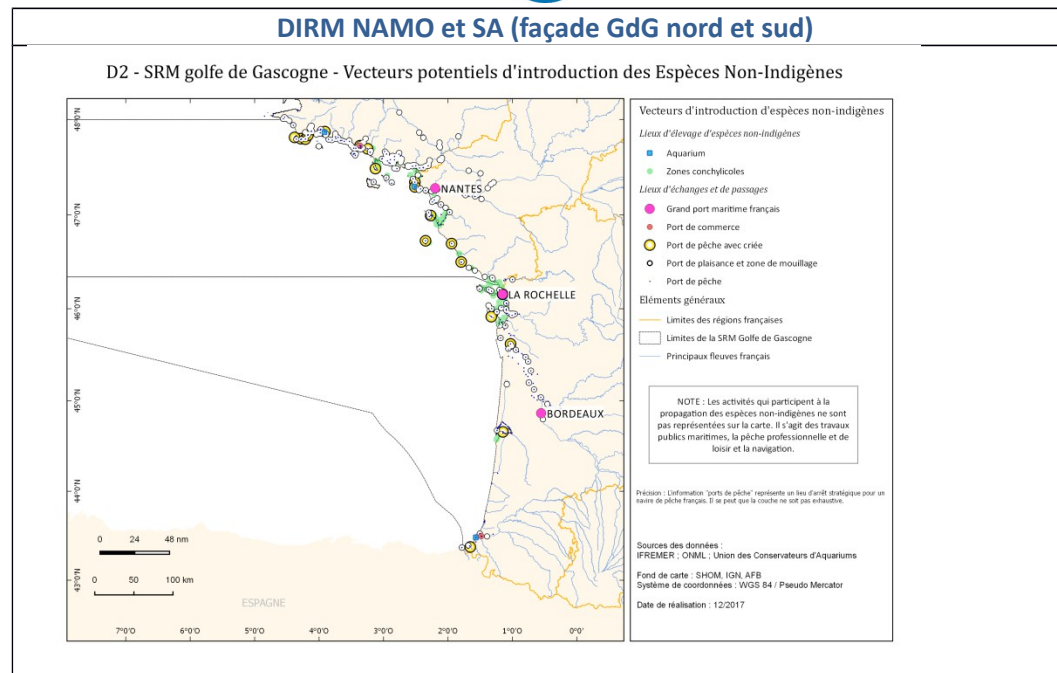 DIRM NAMO et SA (façade GdG nord et sud)
D2 - SRM golfe de Gascogne - Vecteurs potentiels d'introduction des Espèces Non-Indigènes
48°0'N
47°0'N
46°0'N
45°0'N
44°0'N
43°0'N
NANTES
LA ROCHELLE
BORDEAUX
0 24 48 nm
0 50 100 km
ESPAGNE
7°0'O 6°0'O 5°0'O 4°0'O 3°0'O 2°0'O 1°0'O 0°0'
Vecteurs d'introduction d'espèces non-indigènes
Lieux d'élevage d'espèces non-indigènes
Aquarium
Zones conchylicoles
Lieux d'échanges et de passages
Grand port maritime français
Port de commerce
Port de pêche avec criée
Port de plaisance et zone de mouillage
Port de pêche
Eléments généraux
Limites des régions françaises
Limites de la SRM Golfe de Gascogne
Principaux fleuves français
NOTE : Les activités qui participent à la
propagation des espèces non-indigènes ne sont
pas représentées sur la carte. Il s'agit des travaux
publics maritimes, la pêche professionnelle et de
loisir et la navigation.
Précision : L'information "ports de pêche" représente un lieu d'arrêt stratégique pour un
navire de pêche français. Il se peut que la couche ne soit pas exhaustive.
Sources des données :
IFREMER ; ONML ; Union des Conservateurs d'Aquariums
Fond de carte : SHOM, IGN, AFB
Système de coordonnées : WGS 84 / Pseudo Mercator
Date de réalisation : 12/2017